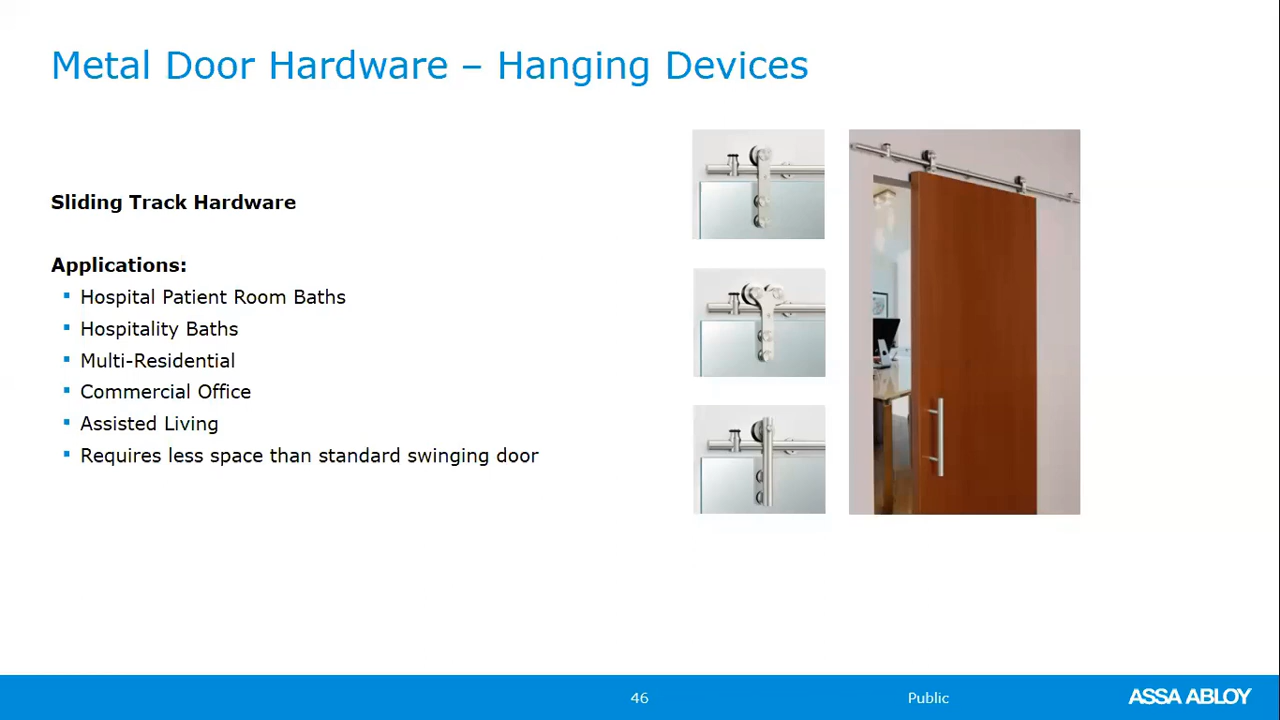 Metal Door Hardware – Hanging Devices
Sliding Track Hardware
Applications:
▪ Hospital Patient Room Baths
▪ Hospitality Baths
▪ Multi-Residential
▪ Commercial Office
▪ Assisted Living
▪ Requires less space than standard swinging door
46
Public
ASSA ABLOY